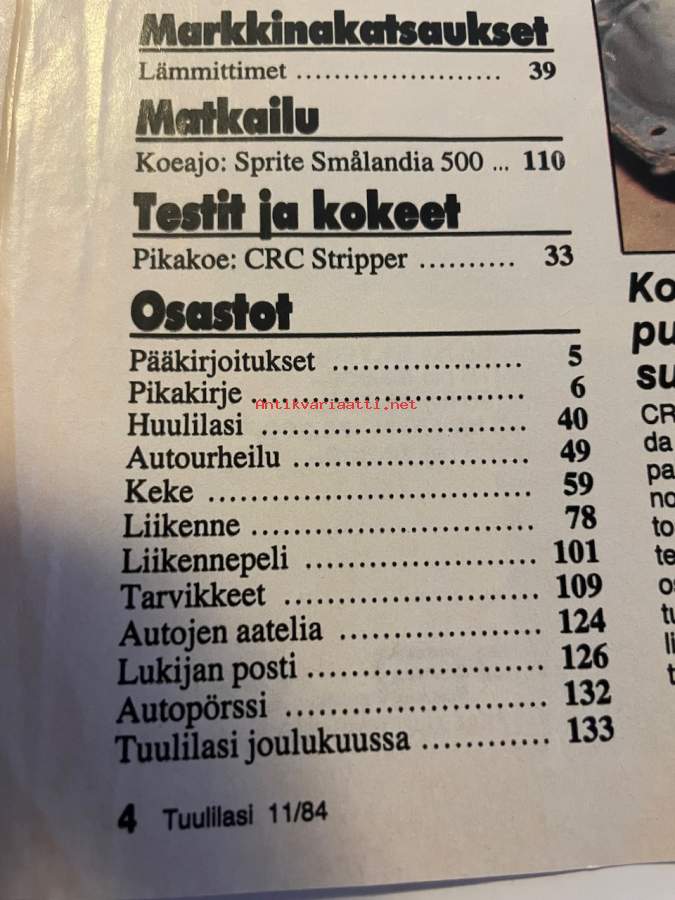 Markkinakatsaukset
Lämmittimet ...................... 39
Matkailu
Koeajo: Sprite Smålandia 500 ... 110
Testit ja kokeet
Pikakoe: CRC Stripper .......... 33
Osastot
Pääkirjoitukset .................... 5
Pikakirje ............................ 6
Antikvariaatti.net
Huulilasi ............................ 40
Autourheilu ......................... 49
Keke .................................. 59
Liikenne .............................. 78
Liikennepeli ........................ 101
Tarvikkeet .......................... 109
Autojen aatelia ..................... 124
Lukijan posti ........................ 126
Autopörssi ........................... 132
Tuulilasi joulukuussa ............ 133
4 Tuulilasi 11/84
Ko
pu
su
CR
da
pa
no
to
te